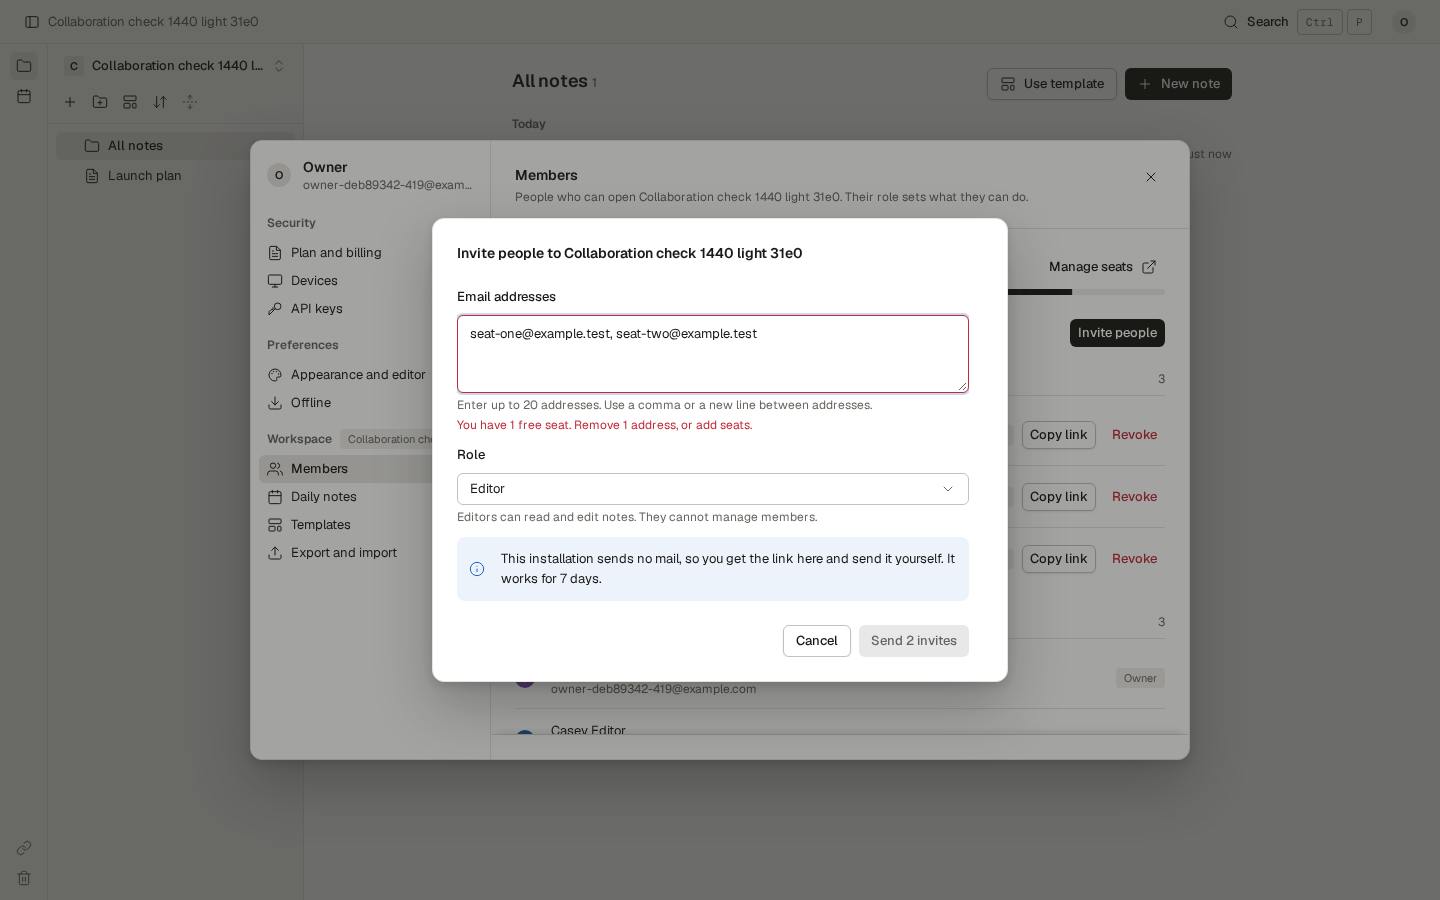 Collaboration check 1440 light 31e0
Search Ctrl P O
C Collaboration check 1440 l...
All notes
Launch plan
All notes 1
Use template
New note
Today
just now
O Owner
owner-deb89342-419@exam...
Security
Plan and billing
Devices
API keys
Preferences
Appearance and editor
Offline
Workspace
Members
Daily notes
Templates
Export and import
Members
People who can open Collaboration check 1440 light 31e0. Their role sets what they can do.
Manage seats
Invite people
3
Copy link Revoke
Copy link Revoke
Copy link Revoke
3
owner-deb89342-419@example.com
Owner
Casey Editor
Invite people to Collaboration check 1440 light 31e0
Email addresses
seat-one@example.test, seat-two@example.test
Enter up to 20 addresses. Use a comma or a new line between addresses.
You have 1 free seat. Remove 1 address, or add seats.
Role
Editor
Editors can read and edit notes. They cannot manage members.
This installation sends no mail, so you get the link here and send it yourself. It
works for 7 days.
Cancel
Send 2 invites